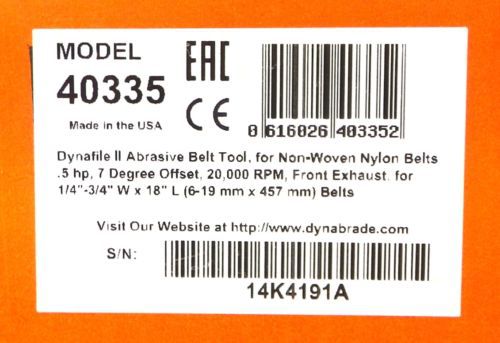 MODEL
40335
Made in the USA
EAC
CE
0 616026 403352
Dynafile II Abrasive Belt Tool, for Non-Woven Nylon Belts
.5 hp, 7 Degree Offset, 20,000 RPM, Front Exhaust, for
1/4"-3/4" W x 18" L (6-19 mm x 457 mm) Belts
Visit Our Website at http://www.dynabrade.com
S/N:
14K4191A